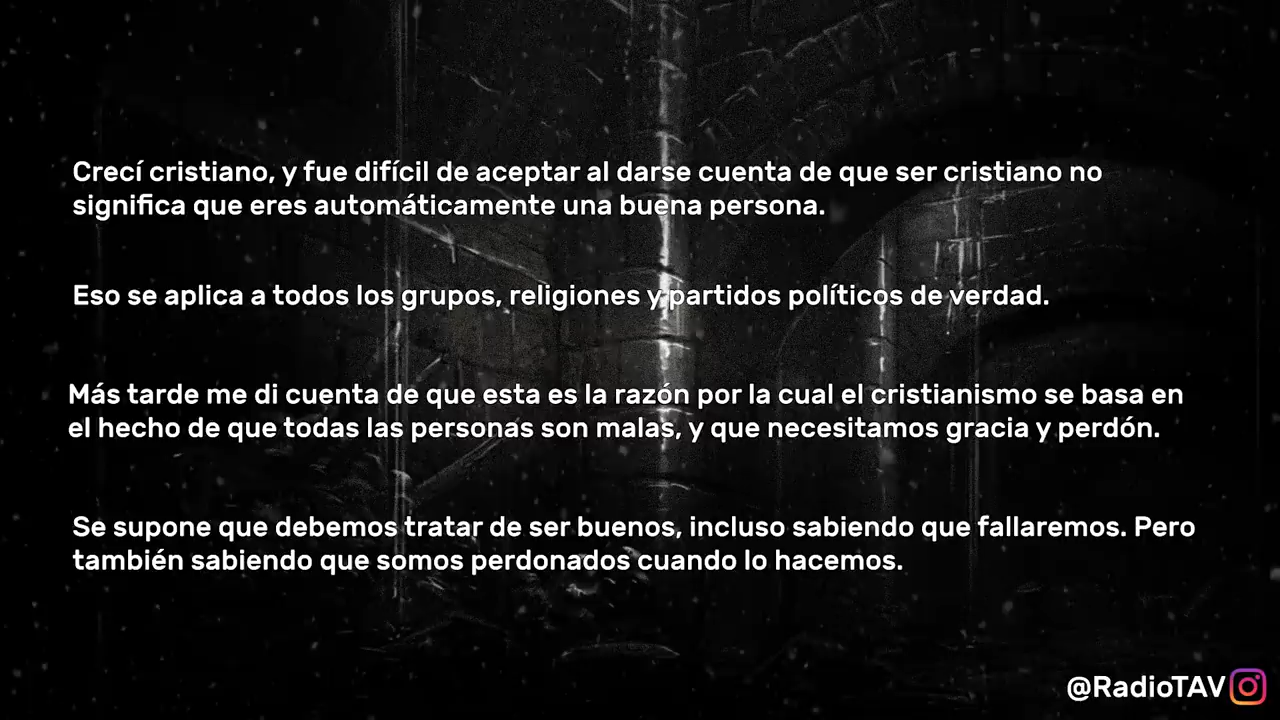 Crecí cristiano, y fue difícil de aceptar al darse cuenta de que ser cristiano no
significa que eres automáticamente una buena persona.
Eso se aplica a todos los grupos, religiones y partidos políticos de verdad.
Más tarde me di cuenta de que esta es la razón por la cual el cristianismo se basa en
el hecho de que todas las personas son malas, y que necesitamos gracia y perdón.
Se supone que debemos tratar de ser buenos, incluso sabiendo que fallaremos. Pero
también sabiendo que somos perdonados cuando lo hacemos.
@RadioTAV